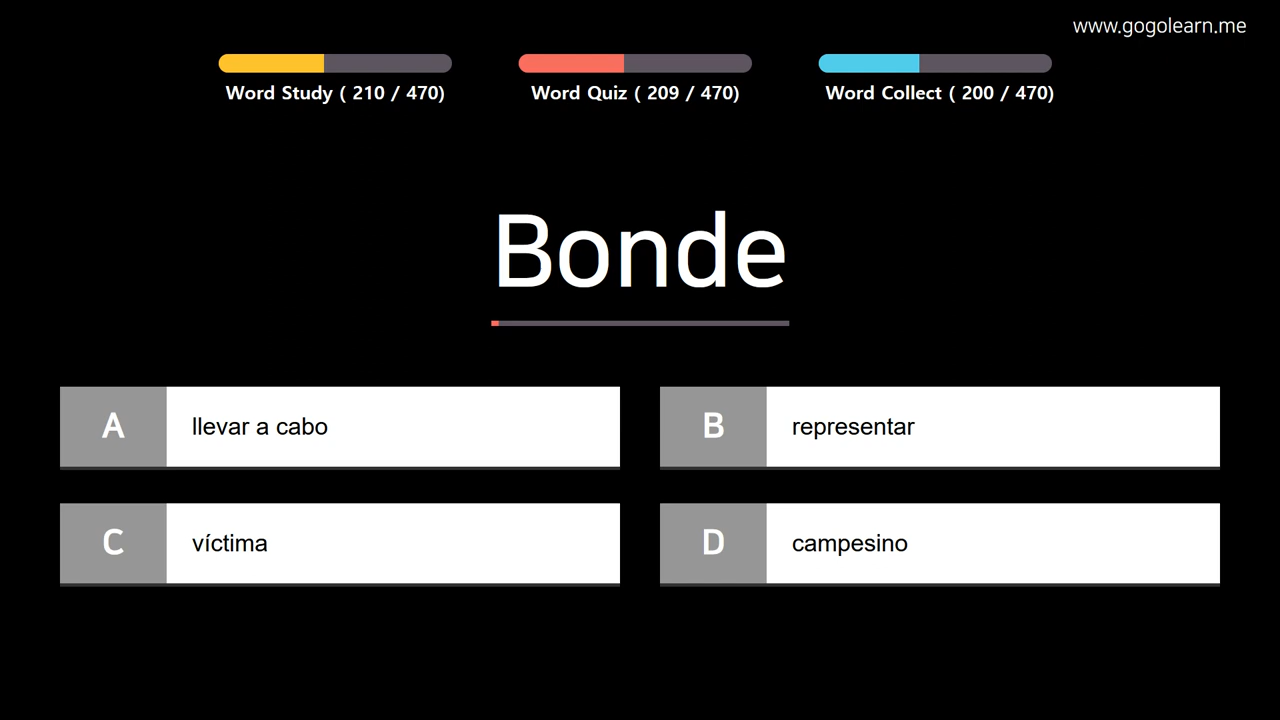 www.gogolearn.me
Word Study ( 210 / 470)
Word Quiz ( 209 / 470)
Word Collect ( 200 / 470)
Bonde
A llevar a cabo
B representar
C víctima
D campesino